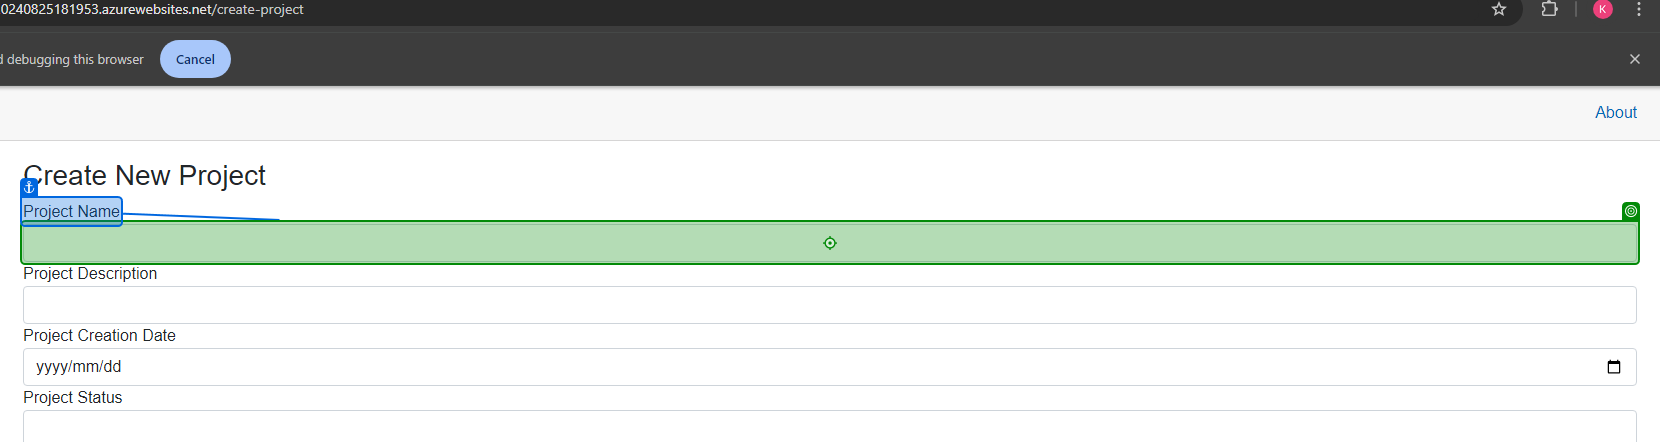 0240825181953.azurewebsites.net/create-project
K
debugging this browser
Cancel
About
Create New Project
Project Name
Project Description
Project Creation Date
yyyy/mm/dd
Project Status